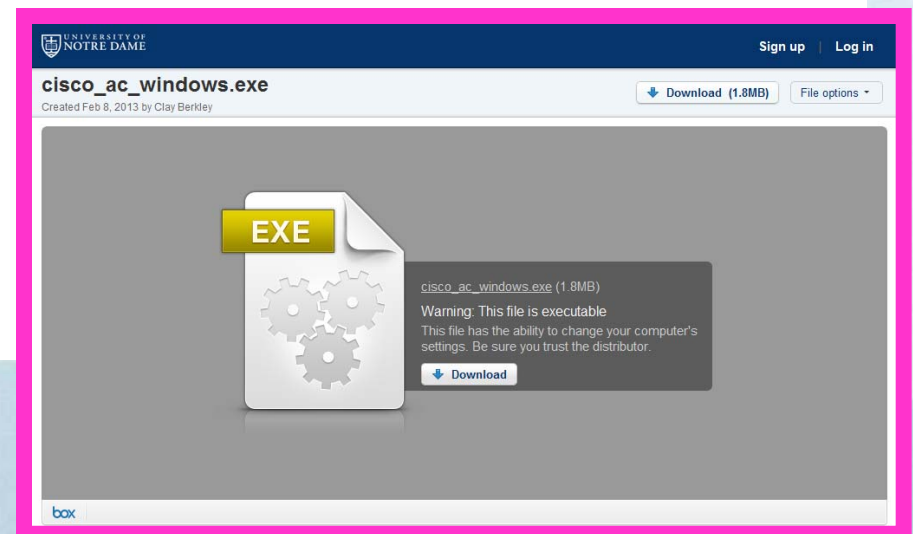 UNIVERSITY OF
NOTRE DAME
Sign up | Log in
cisco_ac_windows.exe
Created Feb 8, 2013 by Clay Berkley
Download (1.8MB)
File options
EXE
cisco_ac_windows.exe (1.8MB)
Warning: This file is executable
This file has the ability to change your computer's
settings. Be sure you trust the distributor.
Download
box